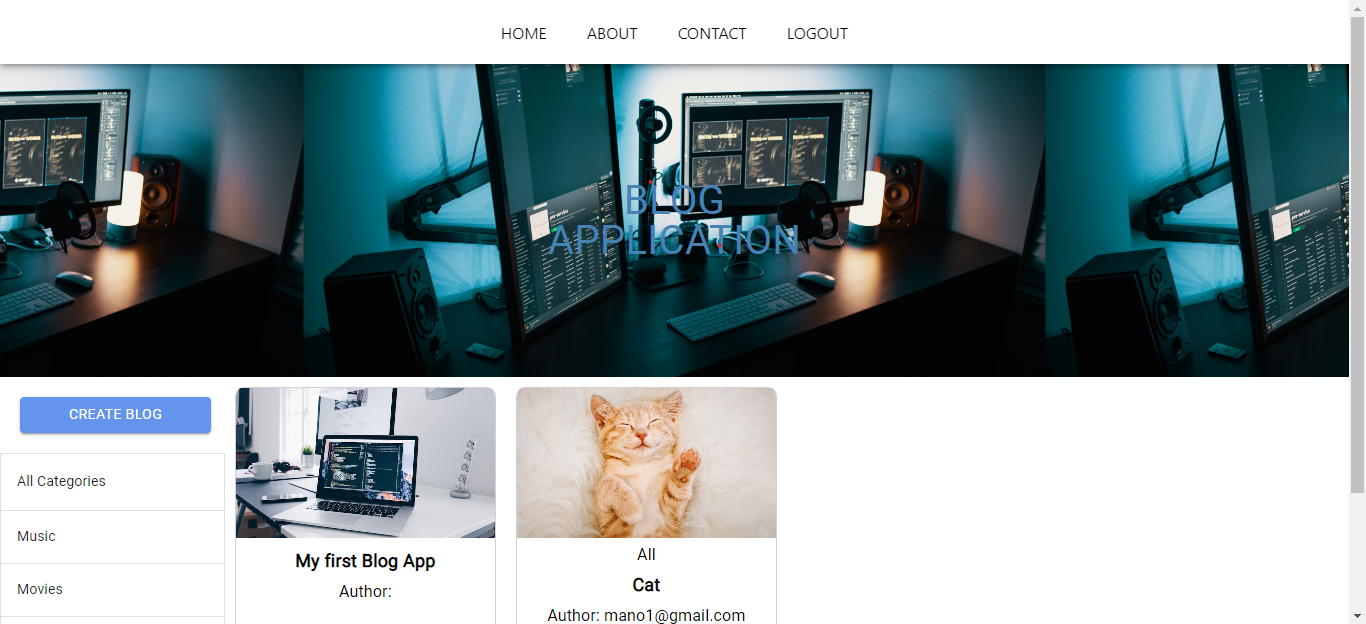 HOME ABOUT CONTACT LOGOUT
BLOG
APPLICATION
CREATE BLOG
All Categories
Music
Movies
My first Blog App
Author:
All
Cat
Author: mano1@gmail.com